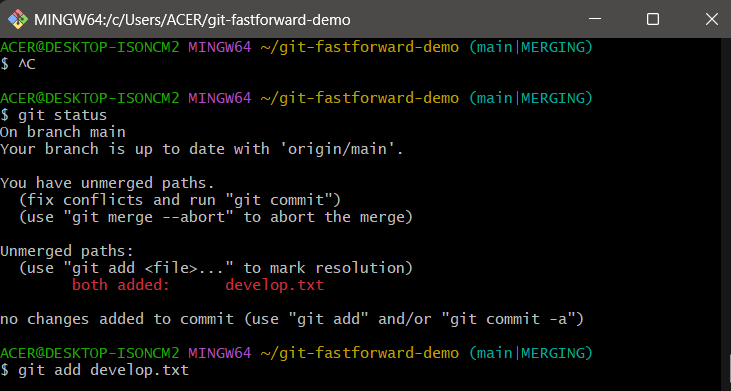 MINGW64:/c/Users/ACER/git-fastforward-demo
ACER@DESKTOP-ISONCM2 MINGW64 ~/git-fastforward-demo (main|MERGING)
$ ^C
ACER@DESKTOP-ISONCM2 MINGW64 ~/git-fastforward-demo (main|MERGING)
$ git status
On branch main
Your branch is up to date with 'origin/main'.
You have unmerged paths.
  (fix conflicts and run "git commit")
  (use "git merge --abort" to abort the merge)
Unmerged paths:
  (use "git add <file>..." to mark resolution)
        both added:      develop.txt
no changes added to commit (use "git add" and/or "git commit -a")
ACER@DESKTOP-ISONCM2 MINGW64 ~/git-fastforward-demo (main|MERGING)
$ git add develop.txt